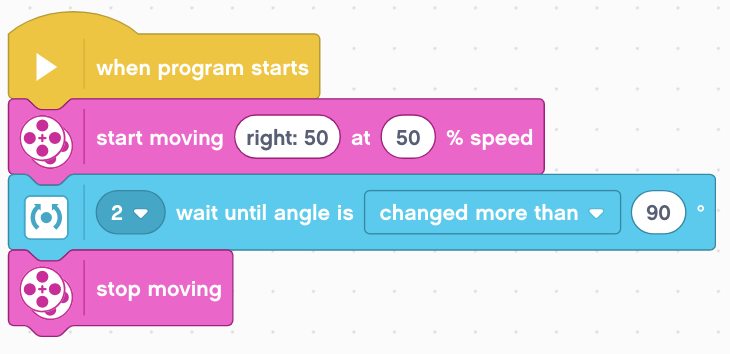 when program starts
start moving right: 50 at 50 % speed
2 wait until angle is changed more than 90 °
stop moving